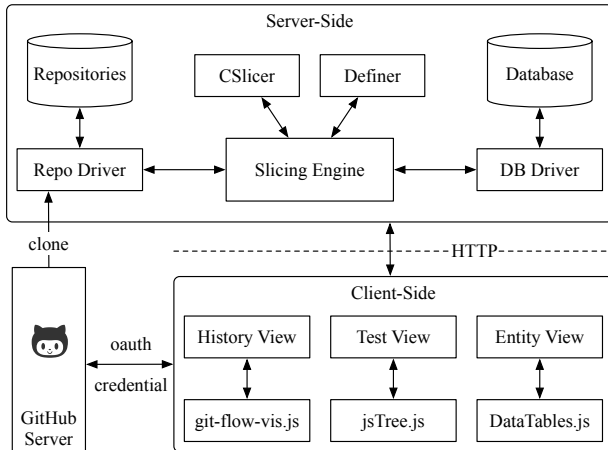 Server-Side
Repositories
CSlicer
Definer
Database
Repo Driver
Slicing Engine
DB Driver
clone
HTTP
Client-Side
History View
Test View
Entity View
oauth
credential
git-flow-vis.js
jsTree.js
DataTables.js
GitHub
Server